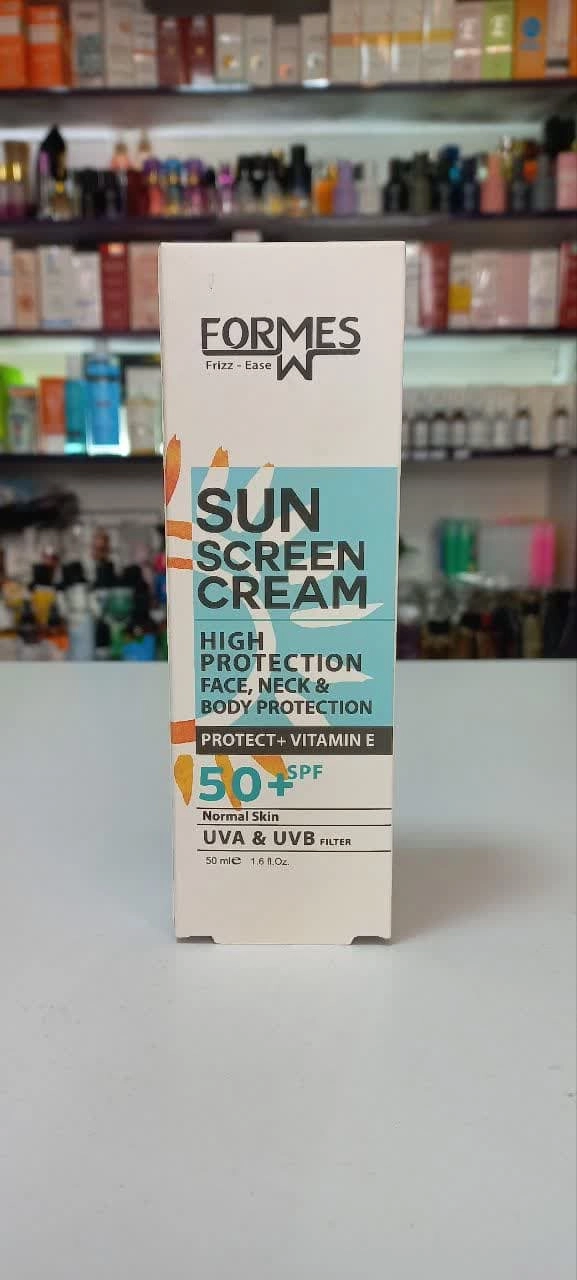 FORMES
Frizz - Ease
SUN
SCREEN
CREAM
HIGH
PROTECTION
FACE, NECK &
BODY PROTECTION
PROTECT+ VITAMIN E
50+ SPF
Normal Skin
UVA & UVB FILTER
50 ml℮ 1.6 fl.Oz.